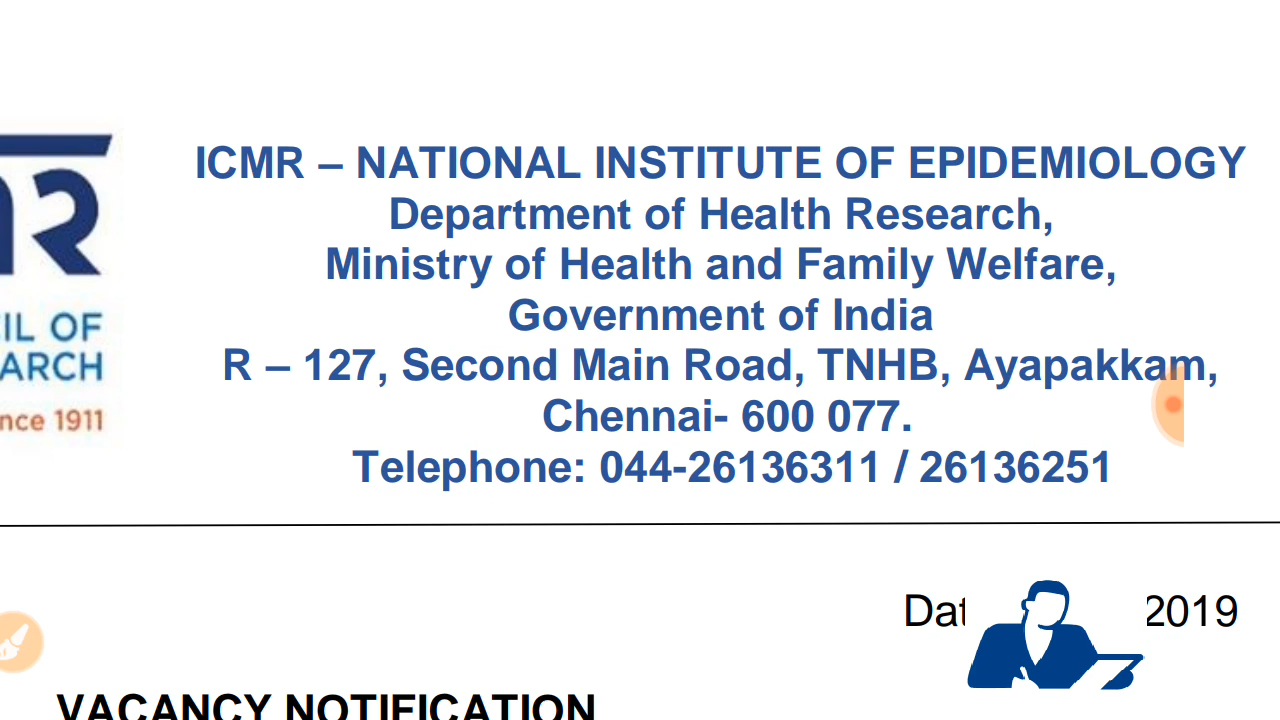 ICMR – NATIONAL INSTITUTE OF EPIDEMIOLOGY
Department of Health Research,
Ministry of Health and Family Welfare,
Government of India
R – 127, Second Main Road, TNHB, Ayapakkam,
Chennai- 600 077.
Telephone: 044-26136311 / 26136251
R
IL OF
ARCH
nce 1911
Dat 2019
VACANCY NOTIFICATION